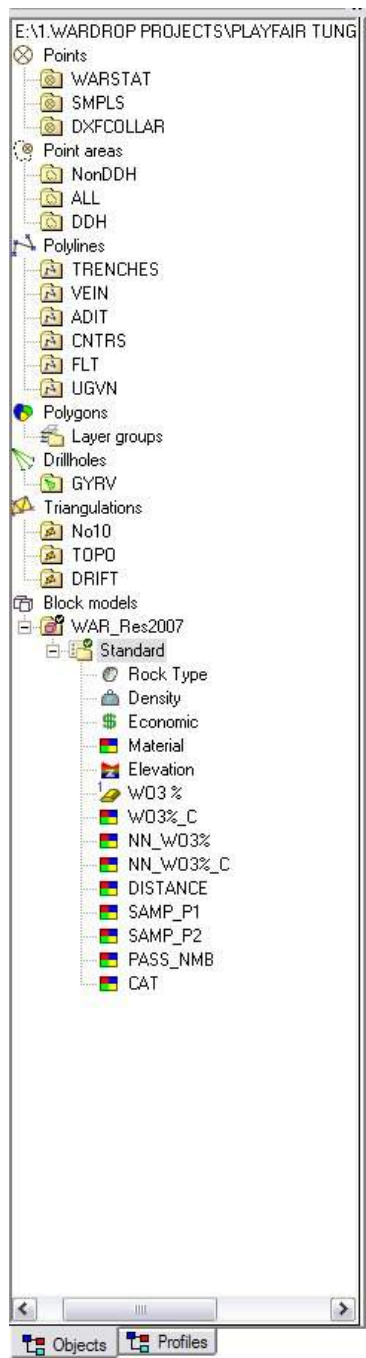 E:\1.WARDROP PROJECTS\PLAYFAIR TUNG
Points
WARSTAT
SMPLS
DXFCOLLAR
Point areas
NonDDH
ALL
DDH
Polylines
TRENCHES
VEIN
ADIT
CNTRS
FLT
UGVN
Polygons
Layer groups
Drillholes
GYRV
Triangulations
No10
TOPO
DRIFT
Block models
WAR_Res2007
Standard
Rock Type
Density
Economic
Material
Elevation
1 WO3 %
WO3%_C
NN_WO3%
NN_WO3%_C
DISTANCE
SAMP_P1
SAMP_P2
PASS_NMB
CAT
Objects Profiles